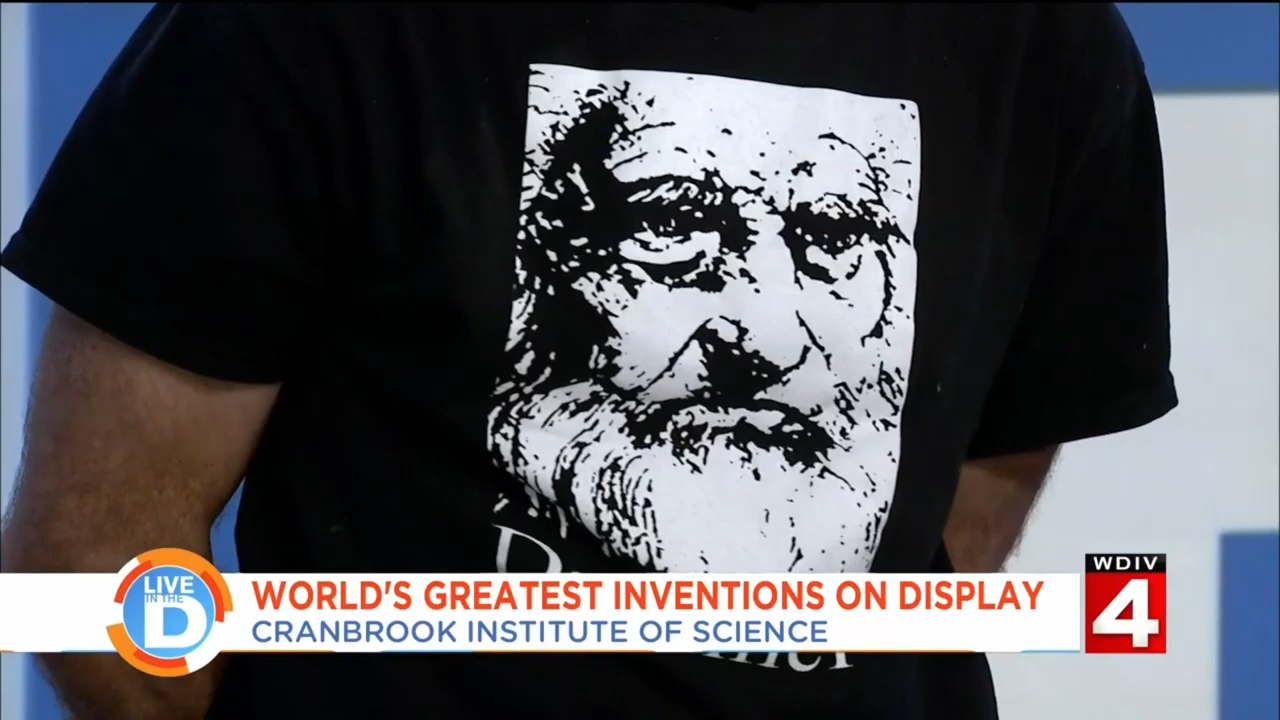 LIVE
IN THE
D
WORLD'S GREATEST INVENTIONS ON DISPLAY
CRANBROOK INSTITUTE OF SCIENCE
WDIV
4